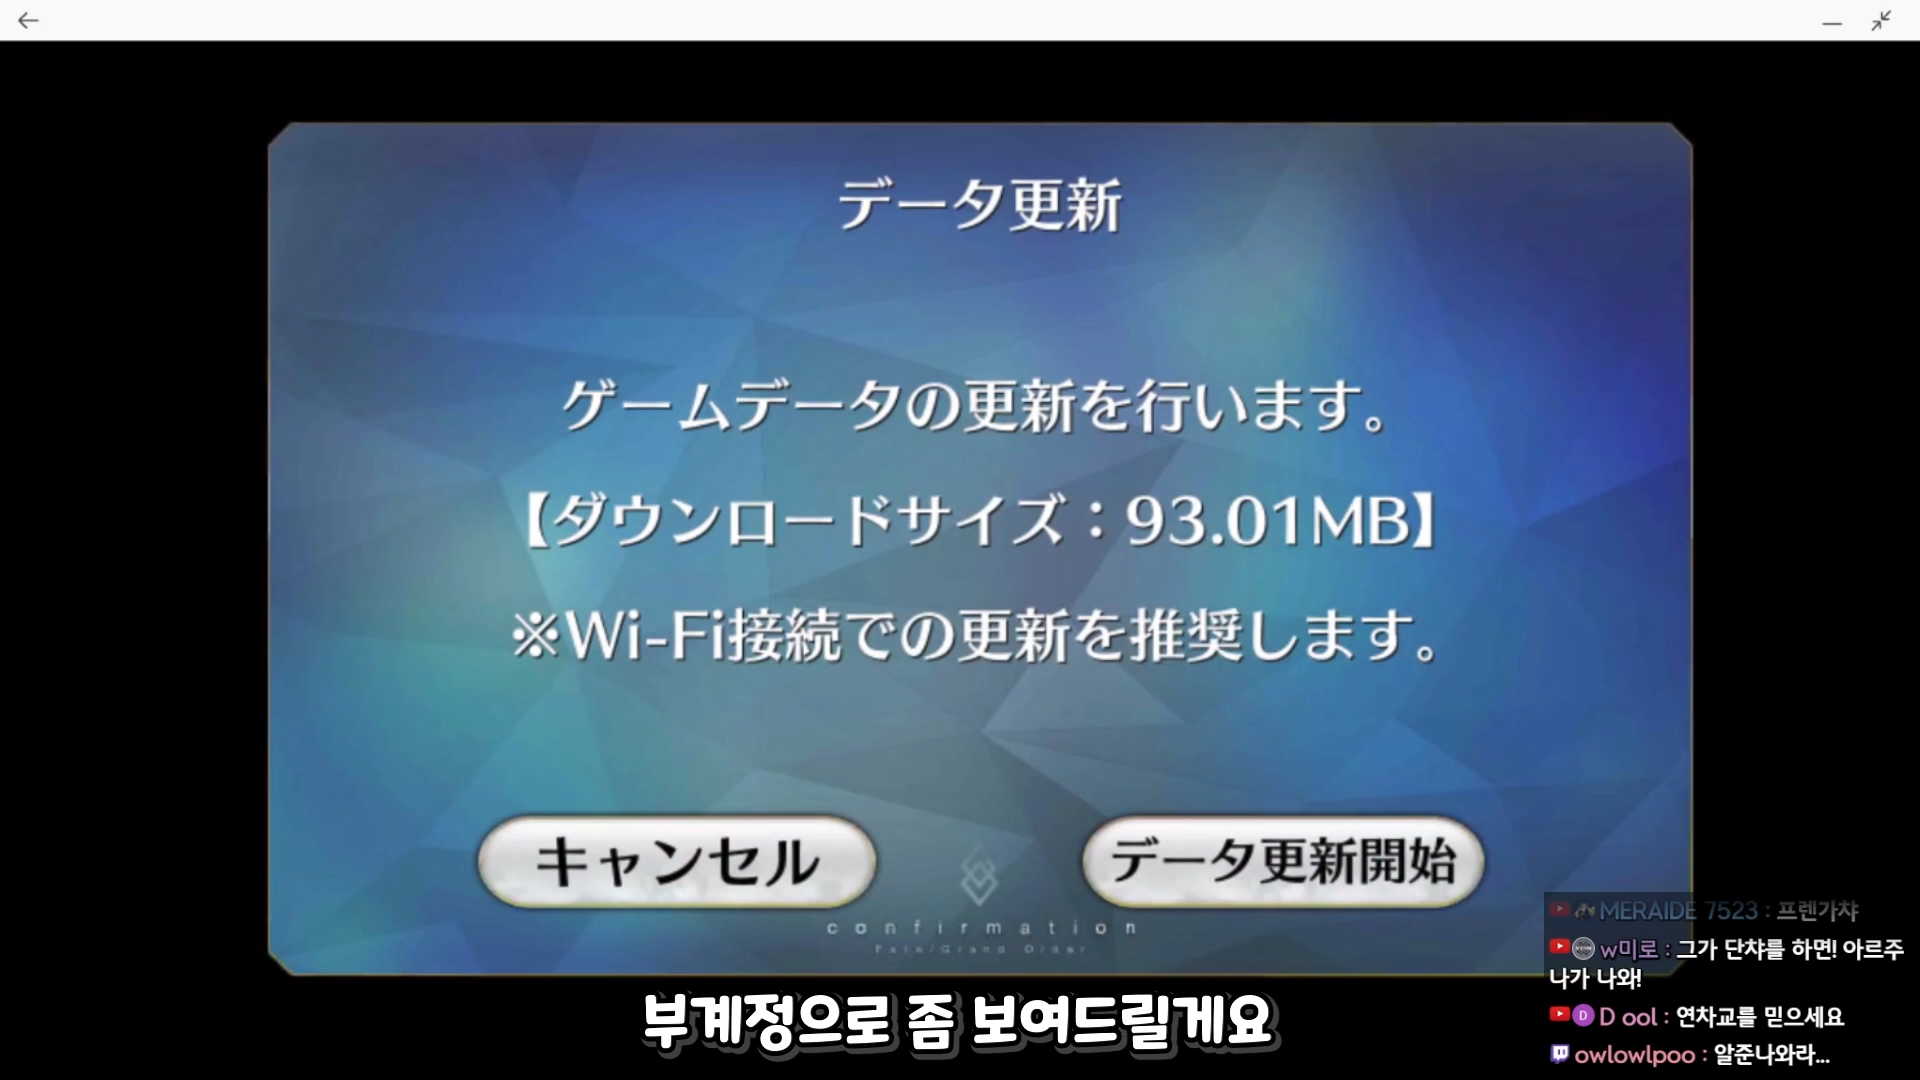 データ更新
ゲームデータの更新を行います。
【ダウンロードサイズ：93.01MB】
※Wi-Fi接続での更新を推奨します。
キャンセル
データ更新開始
confirmation
Fate/Grand Order
부계정으로 좀 보여드릴게요
MERAIDE 7523 : 프렌가챠
w미로 : 그가 단챠를 하면! 아르주
나가 나와!
D ool : 연차교를 믿으세요
owlowlpoo : 알준나와라...